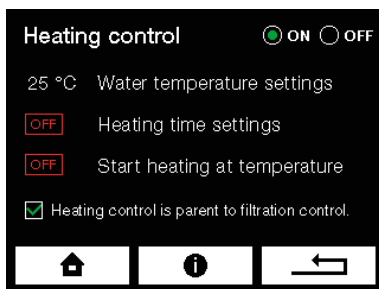 Heating control ON OFF
25 °C Water temperature settings
OFF Heating time settings
OFF Start heating at temperature
Heating control is parent to filtration control.